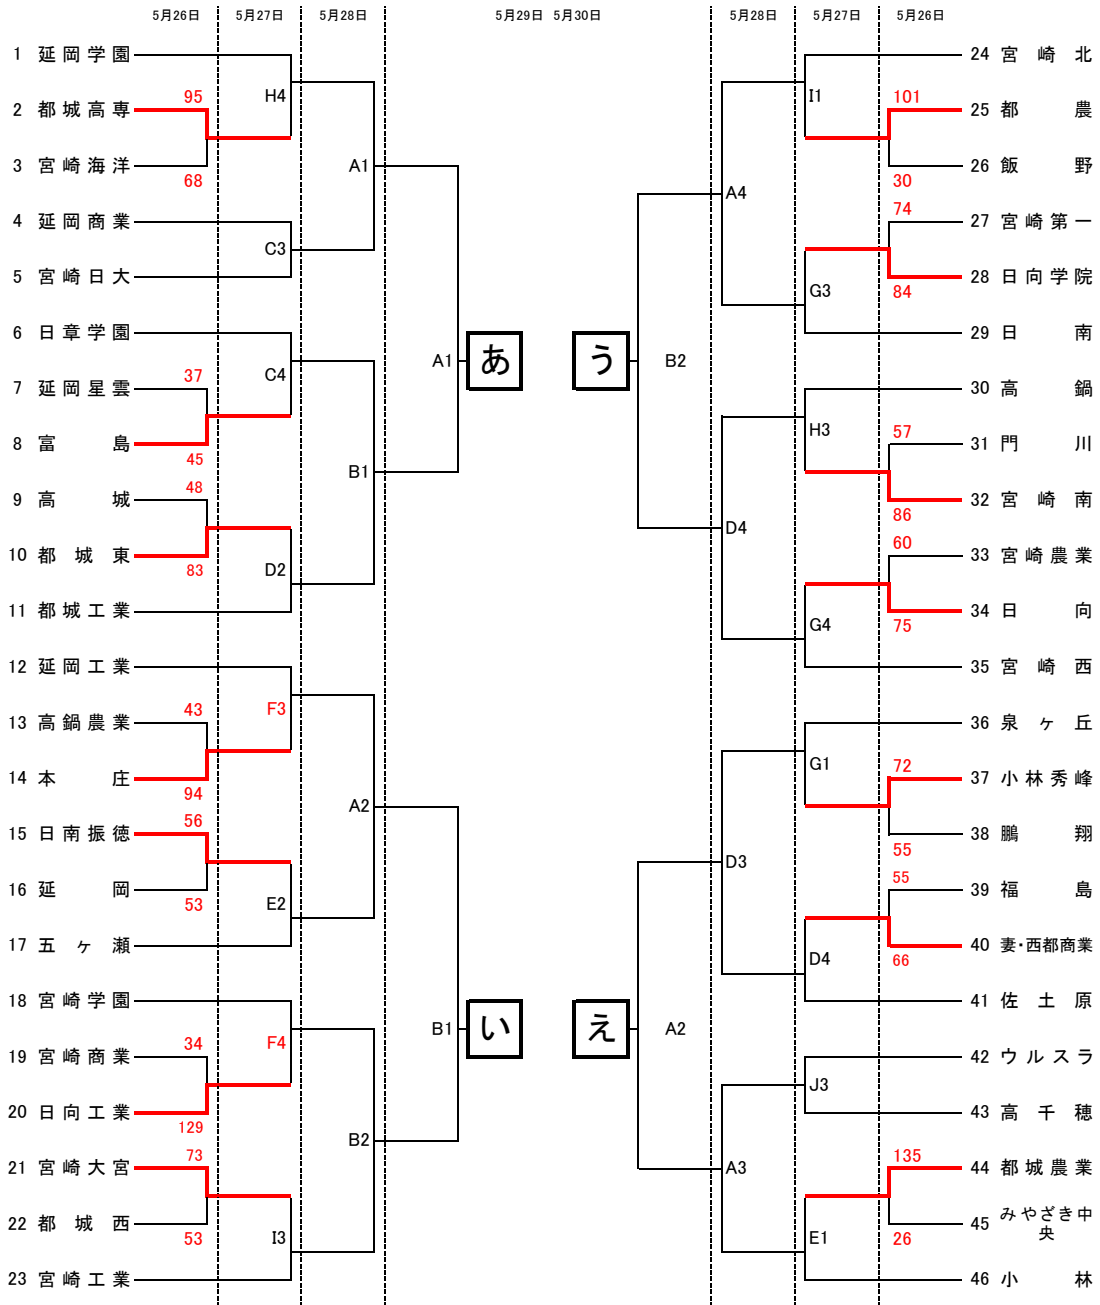 5月26日 5月27日 5月28日 5月29日 5月30日 5月28日 5月27日 5月26日
1 延岡学園
H4
95
2 都城高専
3 宮崎海洋
68
A1
4 延岡商業
C3
5 宮崎日大
6 日章学園
C4
37
7 延岡星雲
8 富島
45
A1
あ
B1
48
9 高城
10 都城東
83
D2
11 都城工業
12 延岡工業
F3
43
13 高鍋農業
14 本庄
94
A2
56
15 日南振徳
16 延岡
53
E2
17 五ヶ瀬
18 宮崎学園
B1
い
F4
34
19 宮崎商業
20 日向工業
129
B2
73
21 宮崎大宮
22 都城西
53
I3
23 宮崎工業
24 宮崎北
I1
101
25 都農
26 飯野
30
A4
74
27 宮崎第一
28 日向学院
84
G3
29 日南
う
B2
30 高鍋
H3
57
31 門川
32 宮崎南
86
D4
60
33 宮崎農業
34 日向
75
G4
35 宮崎西
36 泉ヶ丘
G1
72
37 小林秀峰
38 鵬翔
55
D3
55
39 福島
40 妻・西都商業
66
D4
41 佐土原
え
A2
42 ウルスラ
J3
43 高千穂
A3
135
44 都城農業
45 みやざき中
央
26
E1
46 小林